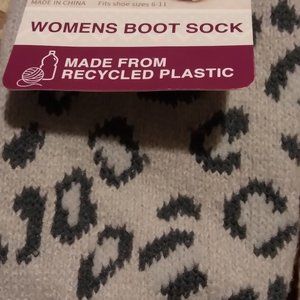 MADE IN CHINA Fits shoe sizes 6-11
WOMENS BOOT SOCK
MADE FROM
RECYCLED PLASTIC